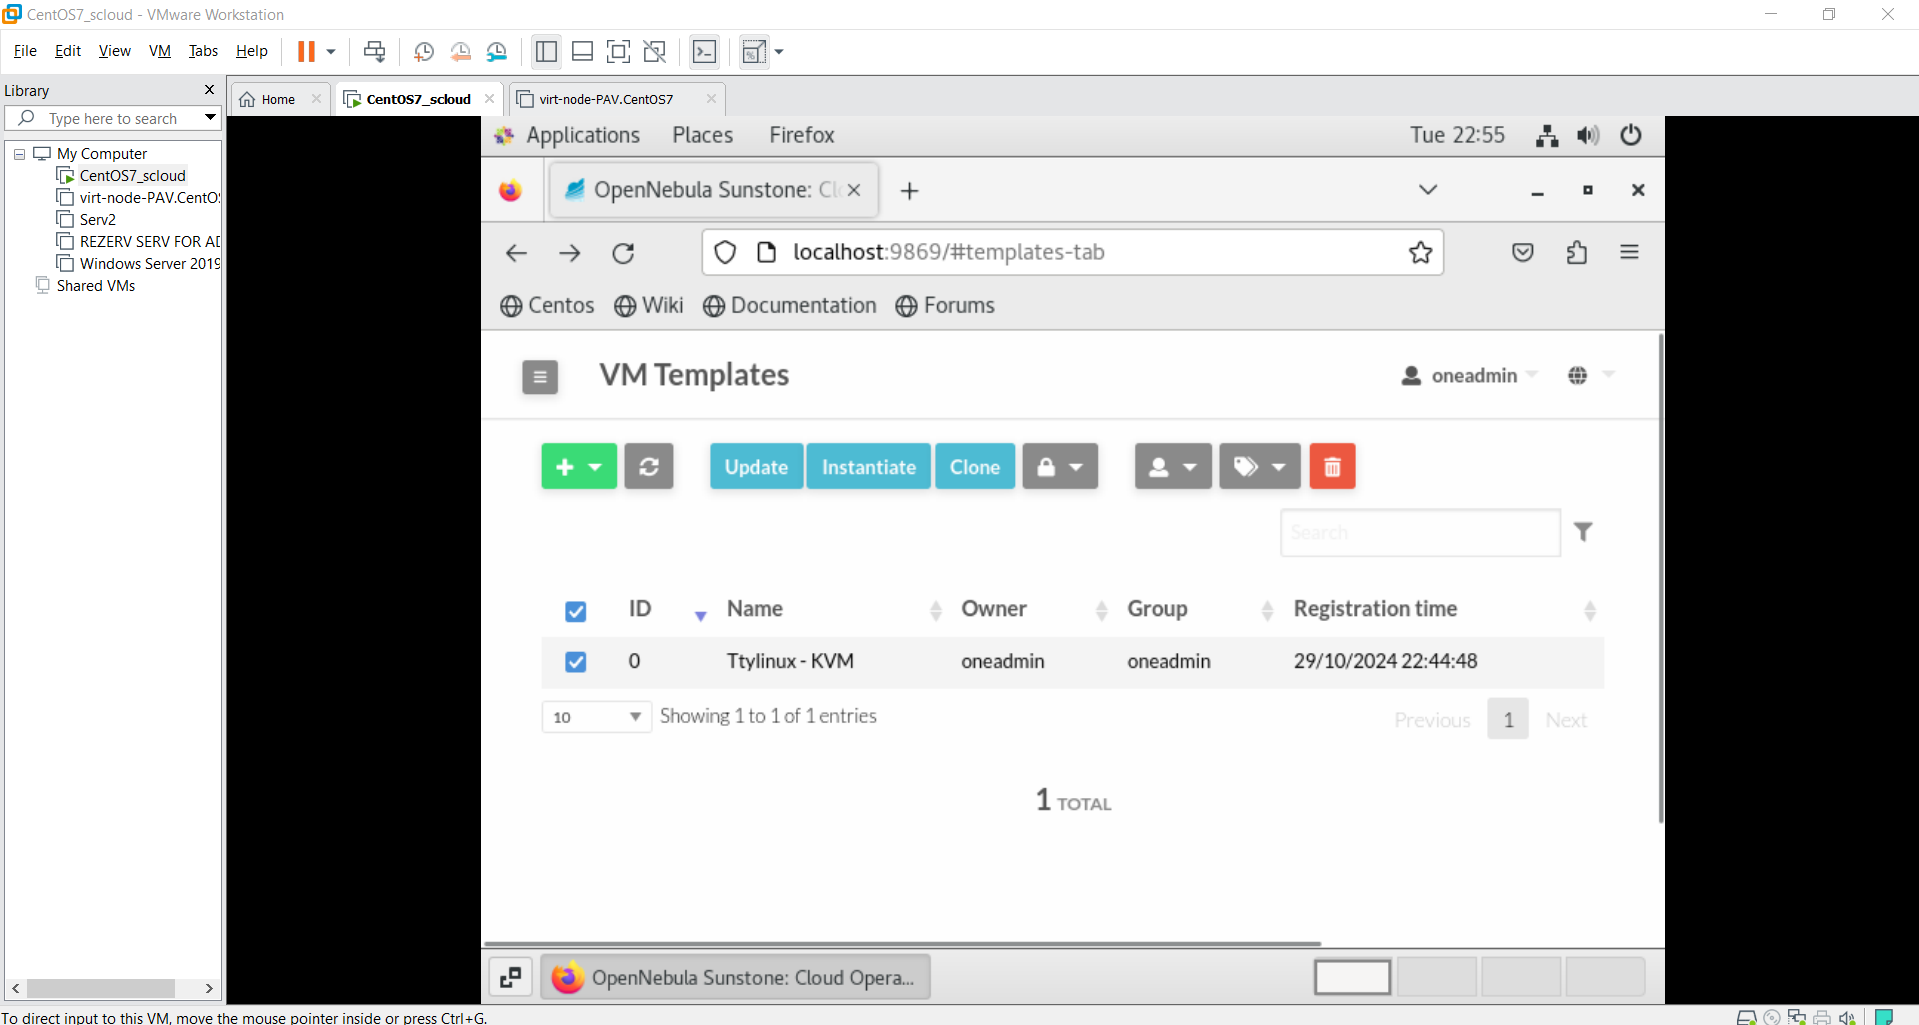 CentOS7_scloud - VMware Workstation
File Edit View VM Tabs Help
Library
Home
CentOS7_scloud
virt-node-PAV.CentOS7
Type here to search
My Computer
CentOS7_scloud
virt-node-PAV.CentOS
Serv2
REZERV SERV FOR AD
Windows Server 2019
Shared VMs
Applications Places Firefox
Tue 22:55
OpenNebula Sunstone: Clo
localhost:9869/#templates-tab
Centos Wiki Documentation Forums
VM Templates
oneadmin
Update Instantiate Clone
Search
ID Name Owner Group Registration time
0 Ttylinux - KVM oneadmin oneadmin 29/10/2024 22:44:48
10 Showing 1 to 1 of 1 entries
Previous 1 Next
1 TOTAL
OpenNebula Sunstone: Cloud Opera...
To direct input to this VM, move the mouse pointer inside or press Ctrl+G.